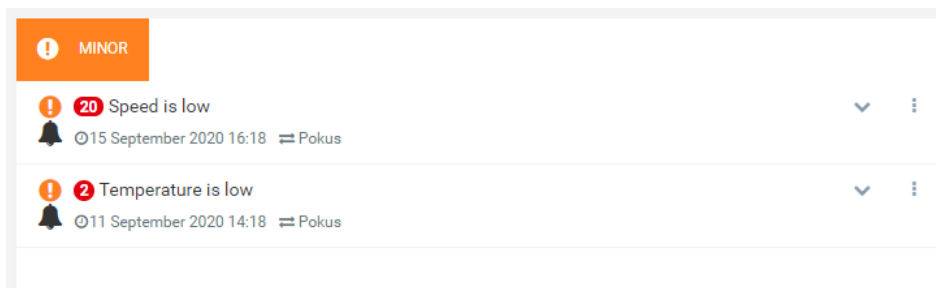 MINOR
20 Speed is low
15 September 2020 16:18 Pokus
2 Temperature is low
11 September 2020 14:18 Pokus